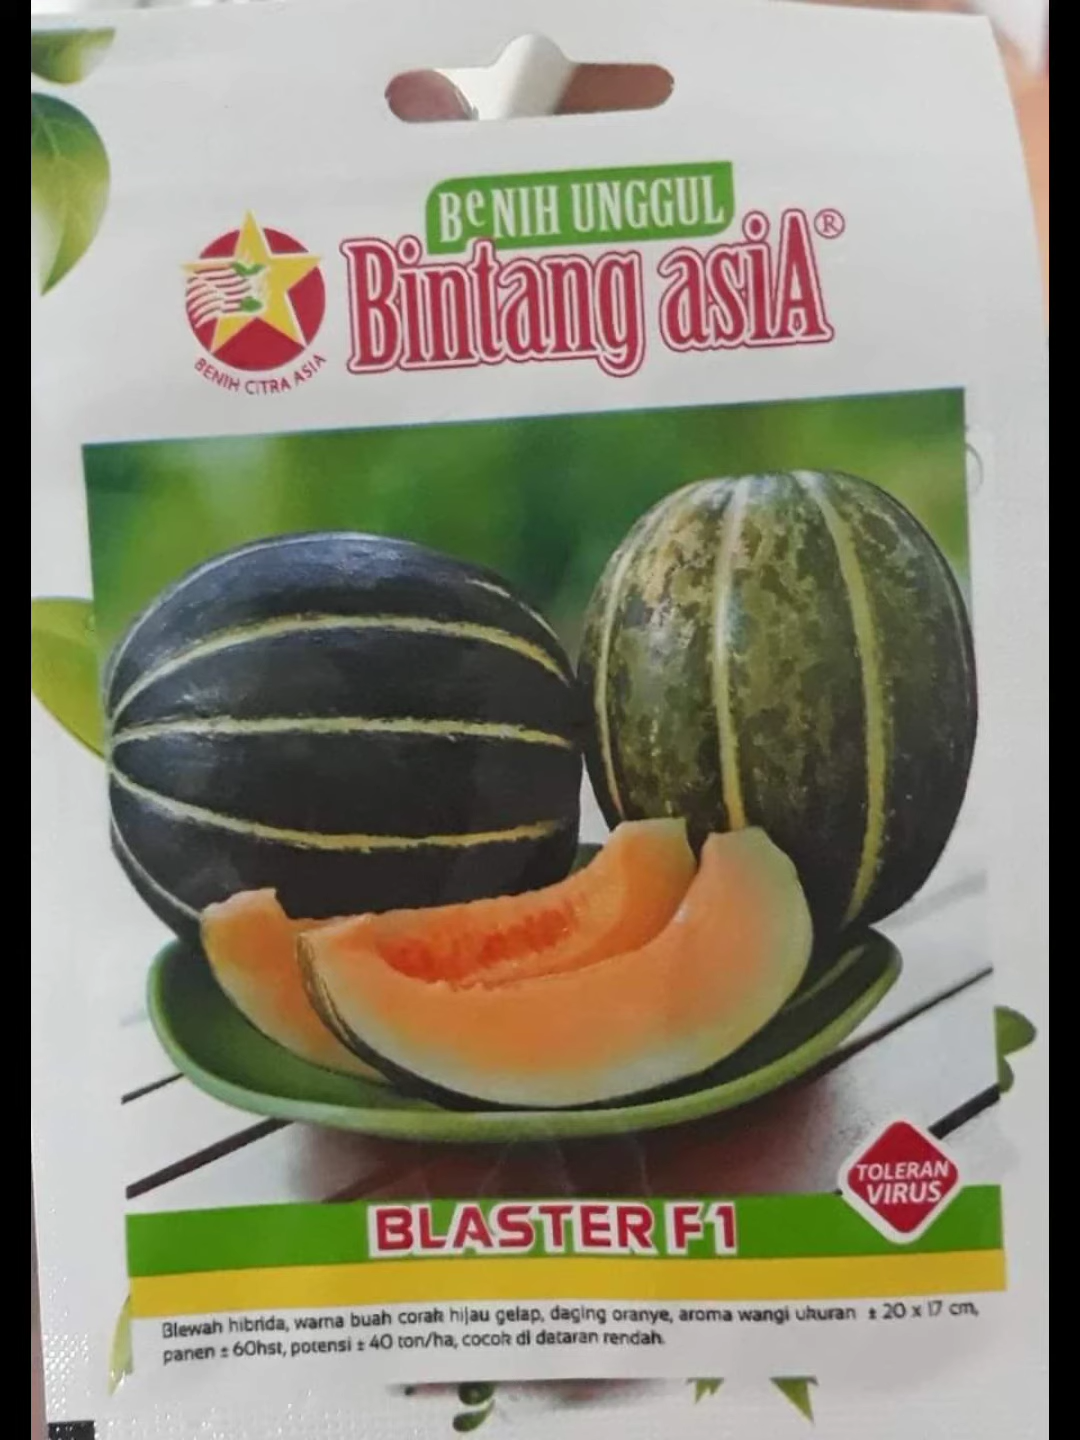 BeNIH UNGGUL
Bintang asiA®
BENIH CITRA ASIA
TOLERAN
VIRUS
BLASTER F1
Blewah hibrida, warna buah corak hijau gelap, daging oranye, aroma wangi ukuran ± 20 x 17 cm,
panen ± 60hst, potensi ± 40 ton/ha, cocok di dataran rendah.